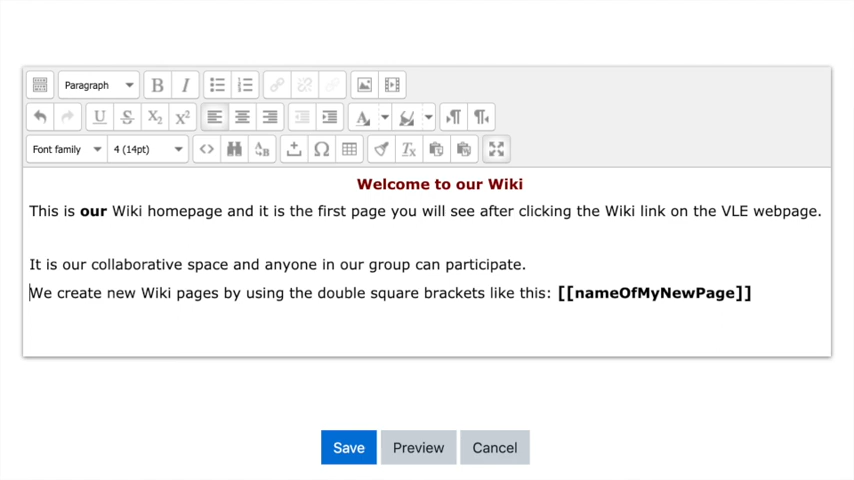 Paragraph B I
U S X2 X2 A
Font family 4 (14pt) Ω Tx
Welcome to our Wiki
This is our Wiki homepage and it is the first page you will see after clicking the Wiki link on the VLE webpage.
It is our collaborative space and anyone in our group can participate.
We create new Wiki pages by using the double square brackets like this: [[nameOfMyNewPage]]
Save Preview Cancel